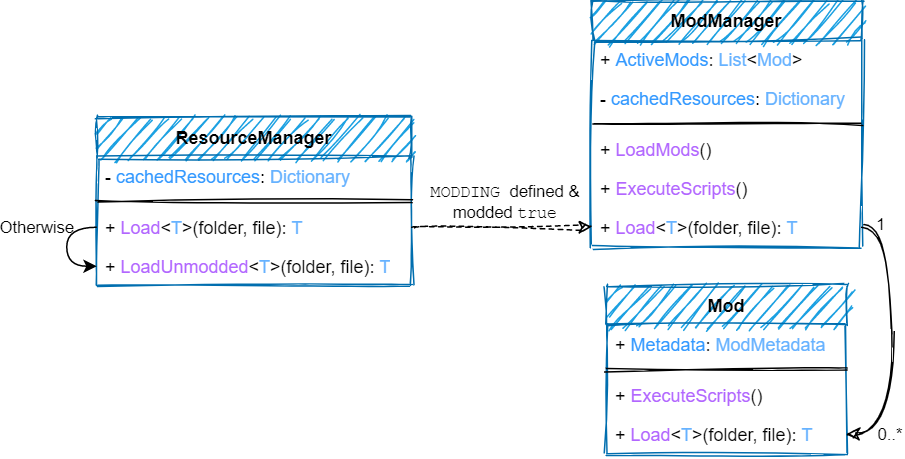 ModManager
+ ActiveMods: List<Mod>
- cachedResources: Dictionary
+ LoadMods()
+ ExecuteScripts()
+ Load<T>(folder, file): T
ResourceManager
- cachedResources: Dictionary
+ Load<T>(folder, file): T
+ LoadUnmodded<T>(folder, file): T
Otherwise
MODDING defined &
modded true
1
Mod
+ Metadata: ModMetadata
+ ExecuteScripts()
+ Load<T>(folder, file): T
0..*